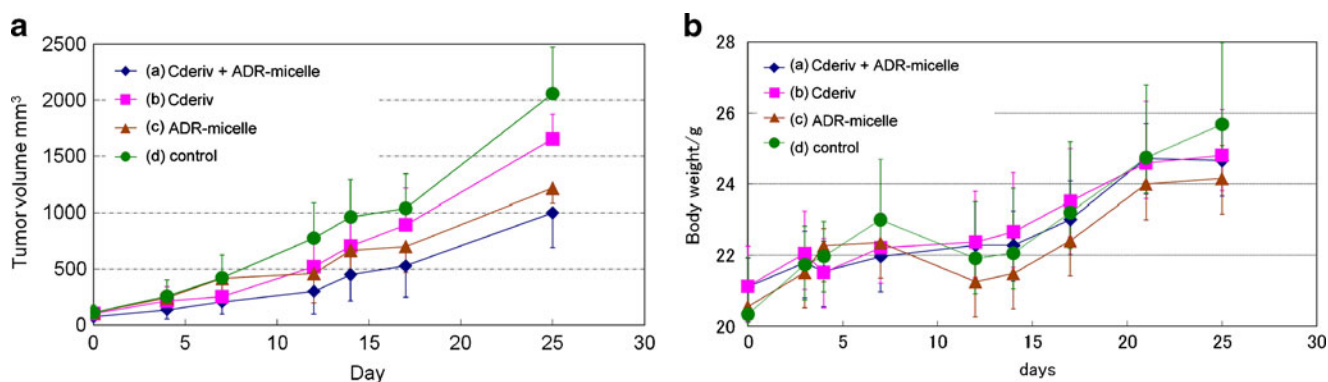 a
2500
2000
1500
1000
500
0
Tumor volume mm³
(a) Cderiv + ADR-micelle
(b) Cderiv
(c) ADR-micelle
(d) control
0 5 10 15 20 25 30
Day
b
28
26
24
22
20
Body weight/g
(a) Cderiv + ADR-micelle
(b) Cderiv
(c) ADR-micelle
(d) control
0 5 10 15 20 25 30
days